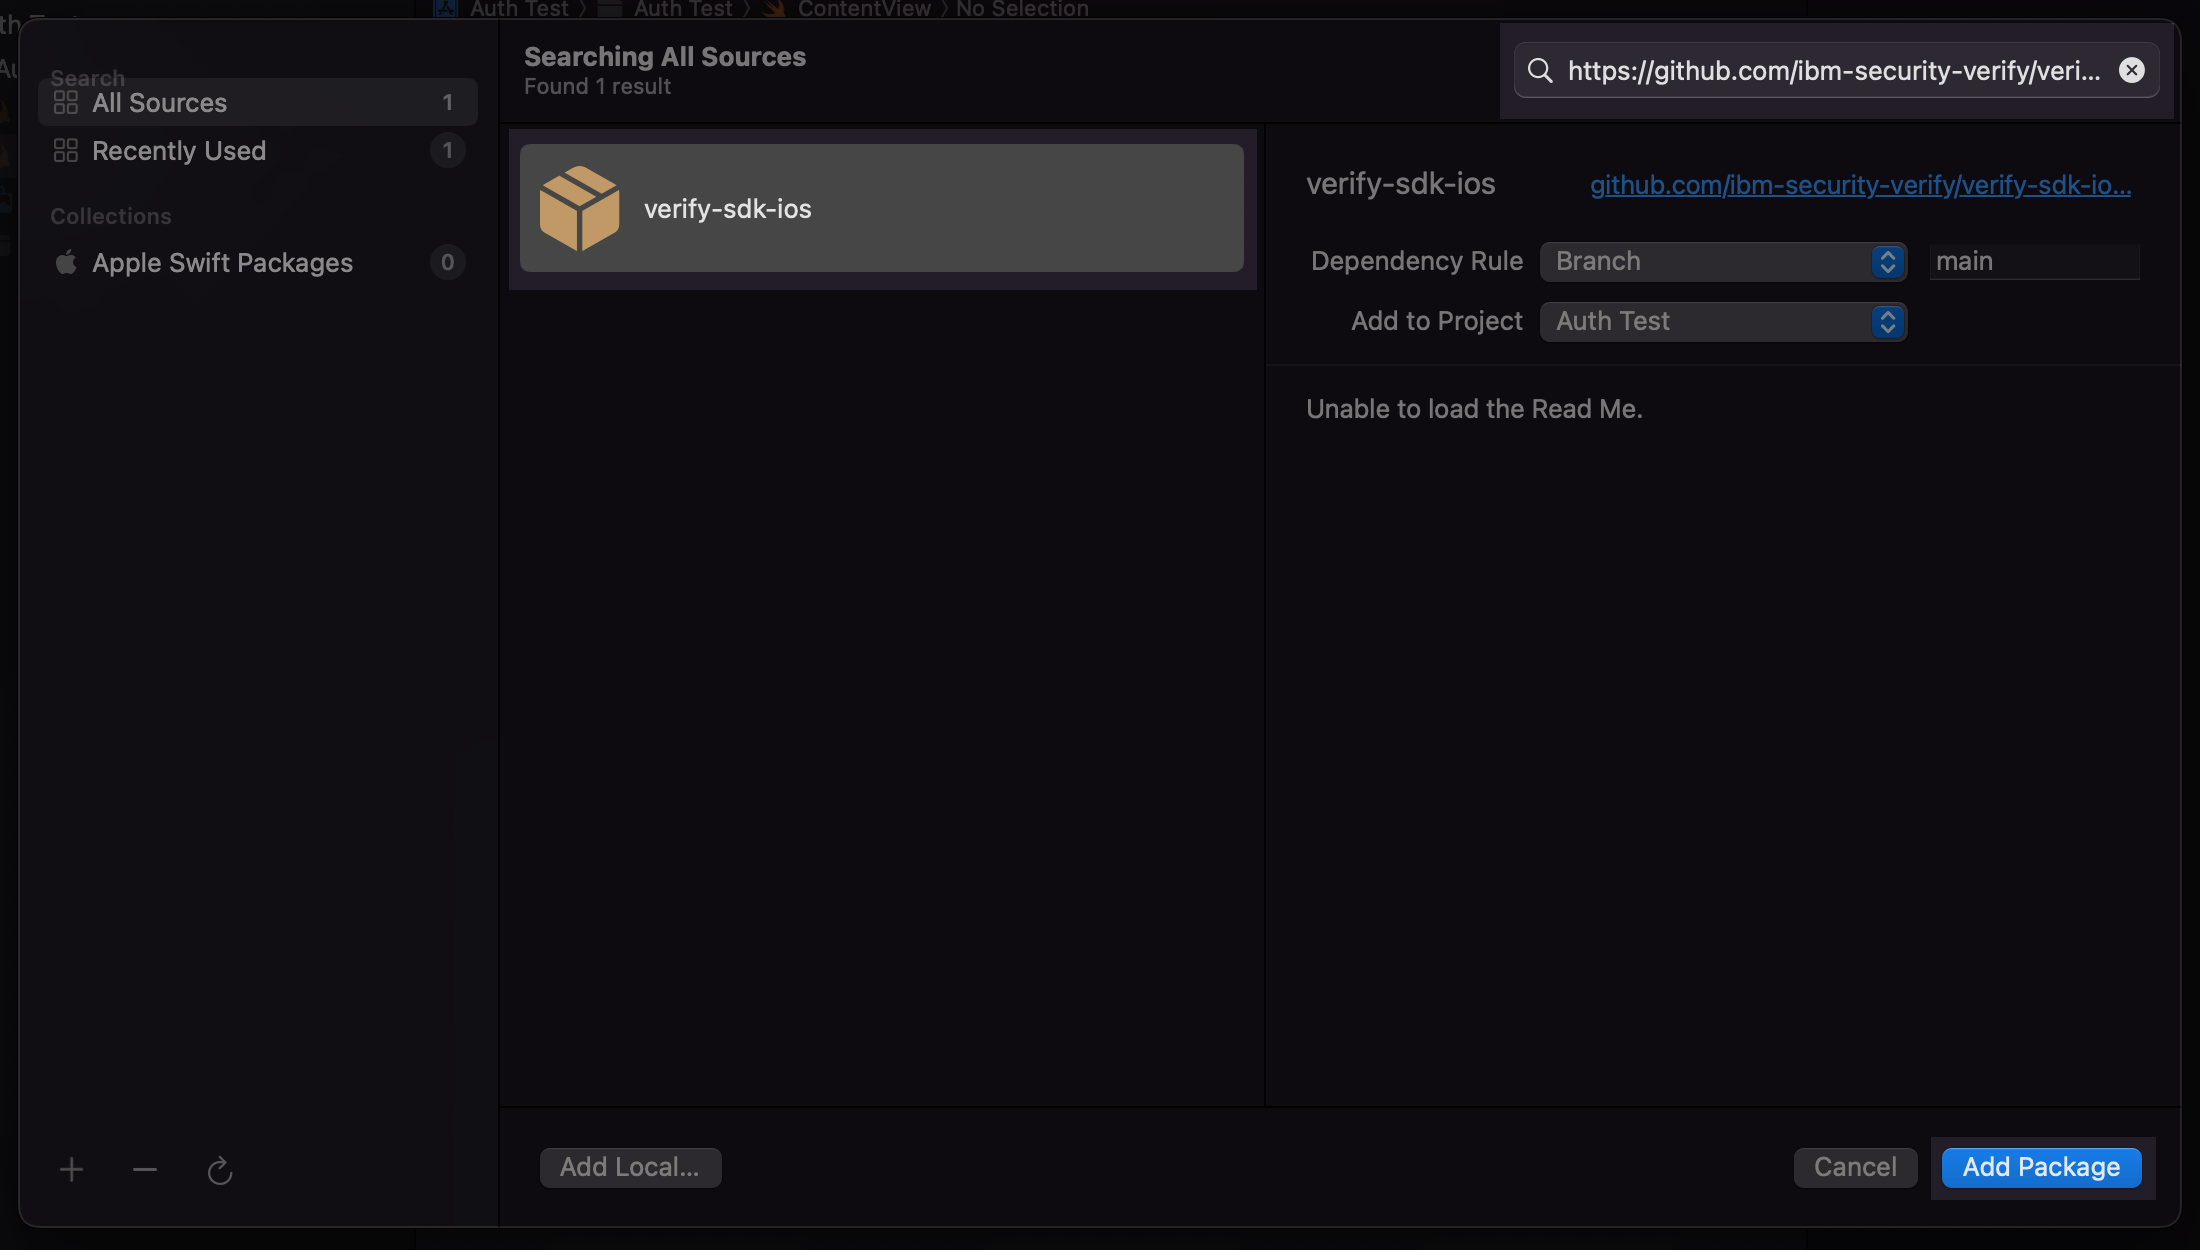 Auth Test
Auth Test
ContentView
No Selection
Search
All Sources
1
Recently Used
1
Collections
Apple Swift Packages
0
Searching All Sources
Found 1 result
https://github.com/ibm-security-verify/veri...
verify-sdk-ios
verify-sdk-ios
github.com/ibm-security-verify/verify-sdk-io...
Dependency Rule
Branch
main
Add to Project
Auth Test
Unable to load the Read Me.
Add Local...
Cancel
Add Package